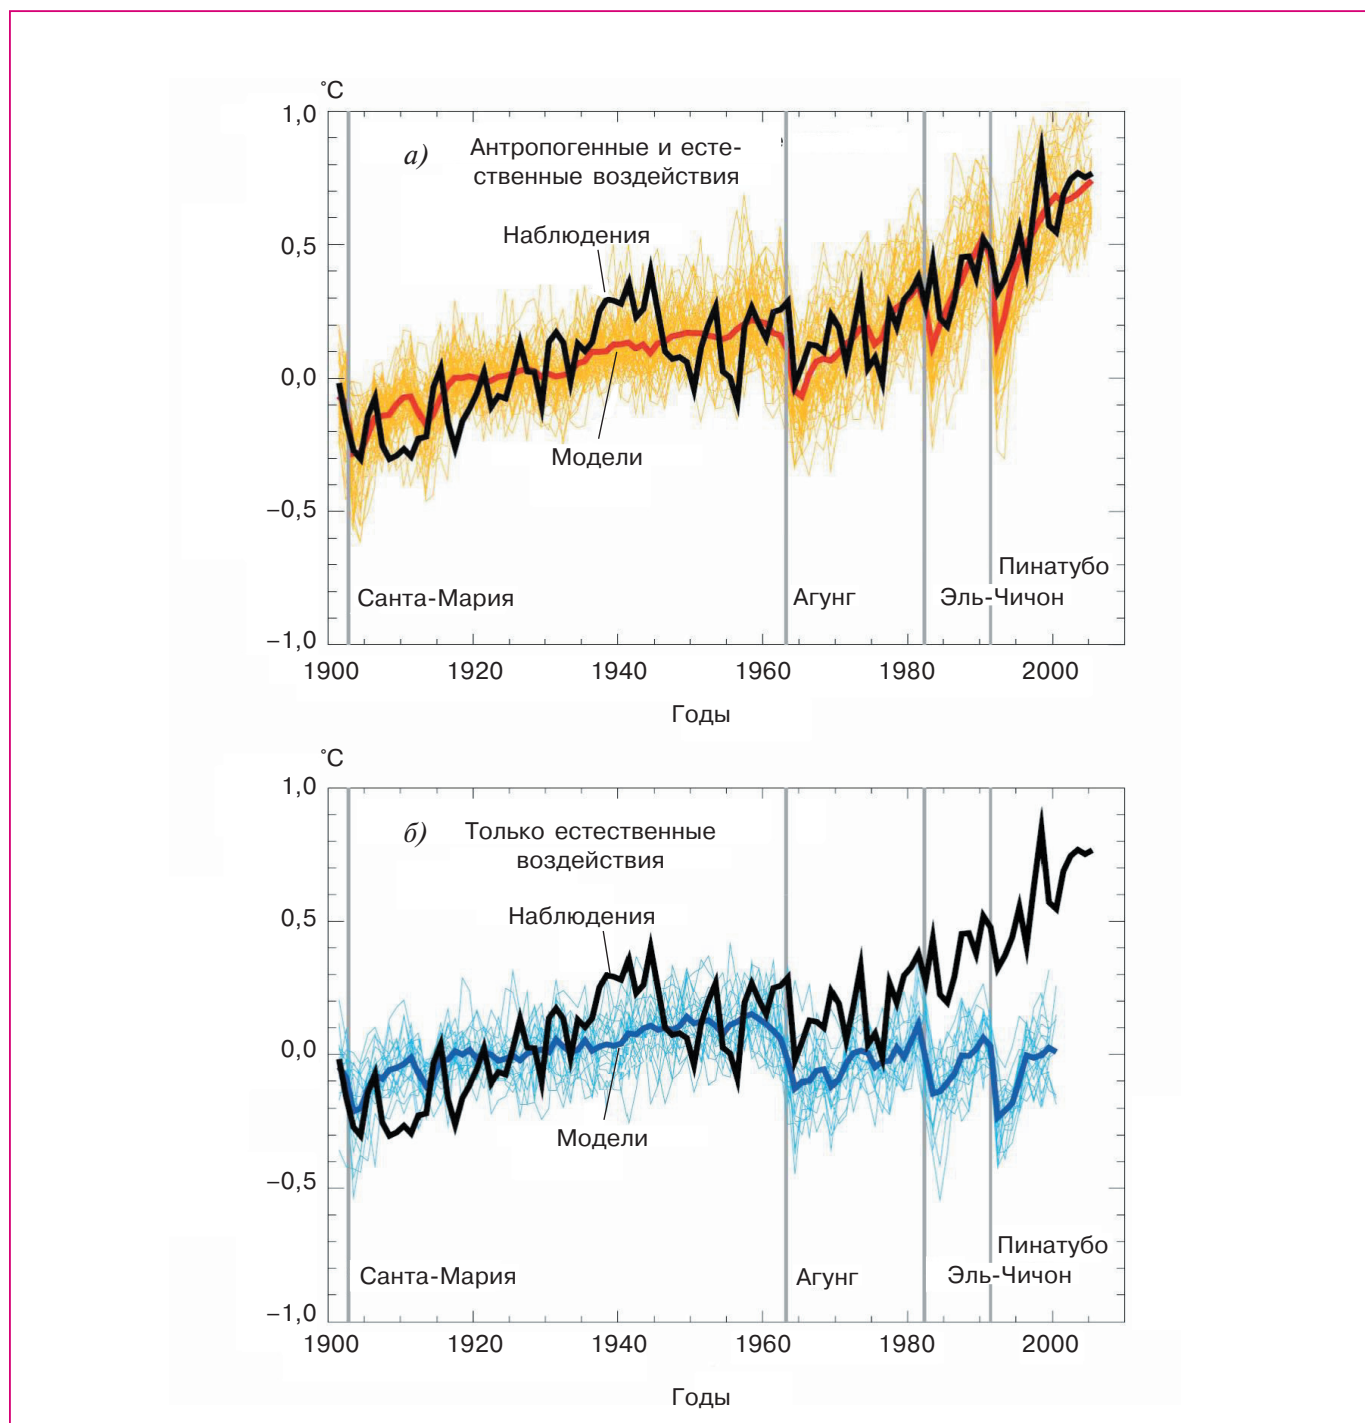 °C
1,0
а) Антропогенные и есте-
ственные воздействия
Наблюдения
0,5
0,0
Модели
–0,5
Пинатубо
Санта-Мария Агунг Эль-Чичон
–1,0
1900 1920 1940 1960 1980 2000
Годы
°C
1,0
б) Только естественные
воздействия
Наблюдения
0,5
0,0
Модели
–0,5
Пинатубо
Санта-Мария Агунг Эль-Чичон
–1,0
1900 1920 1940 1960 1980 2000
Годы